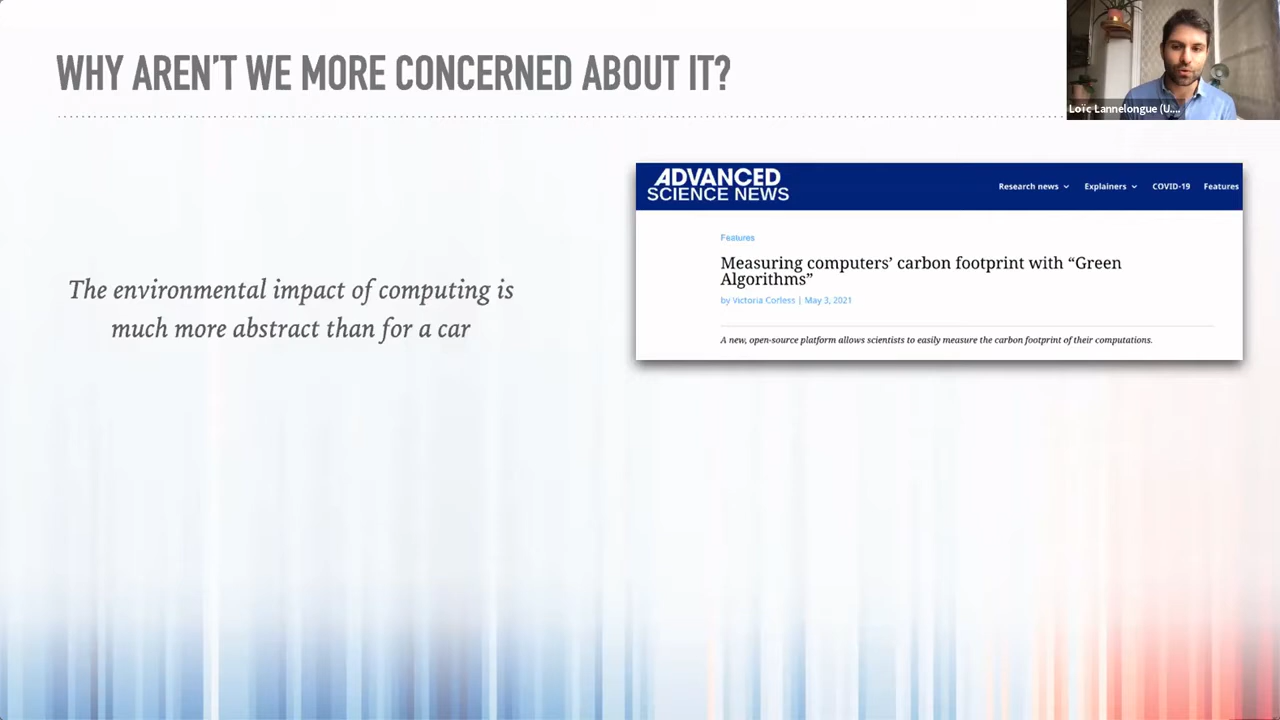 WHY AREN'T WE MORE CONCERNED ABOUT IT?
Loïc Lannelongue (U....
ADVANCED
SCIENCE NEWS
Research news
Explainers
COVID-19
Features
Features
Measuring computers' carbon footprint with “Green
Algorithms”
by Victoria Corless | May 3, 2021
A new, open-source platform allows scientists to easily measure the carbon footprint of their computations.
The environmental impact of computing is
much more abstract than for a car